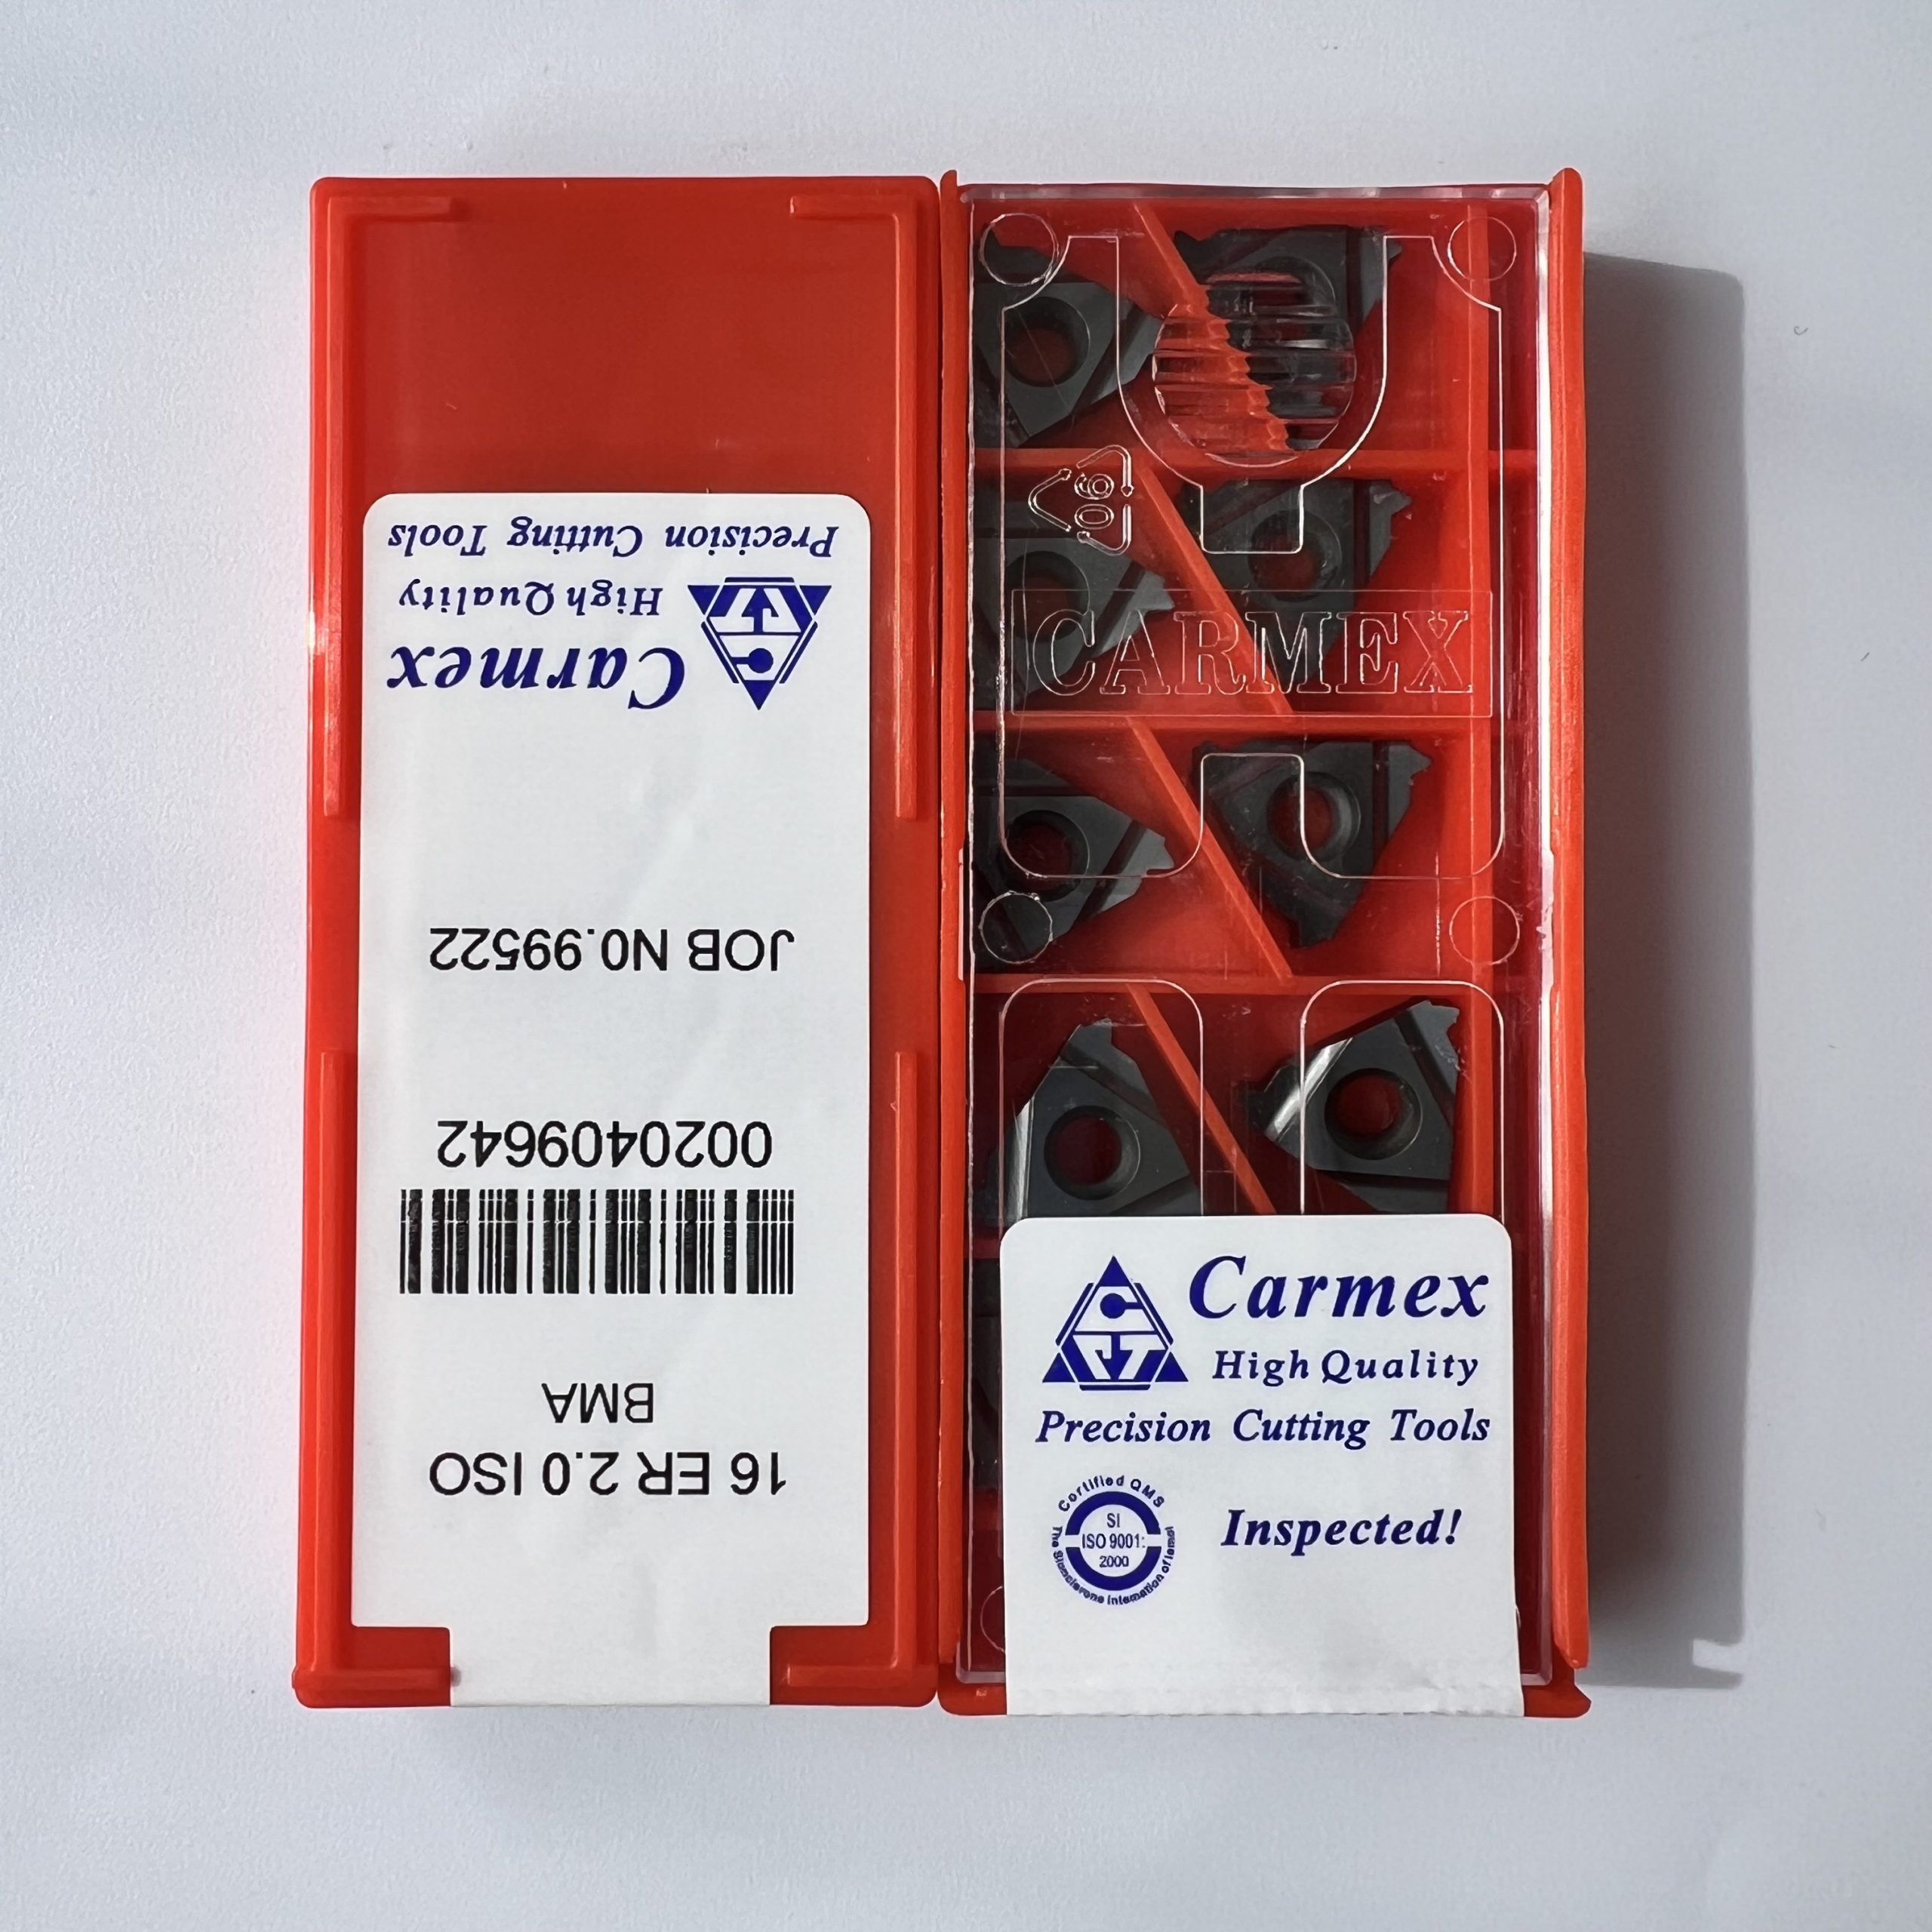 Carmex
High Quality
Precision Cutting Tools
JOB N0.99522
0020409642
BMA
16 ER 2.0 ISO
06
CARMEX
Carmex
High Quality
Precision Cutting Tools
Certified QMS
SI
ISO 9001:
2000
Inspected!